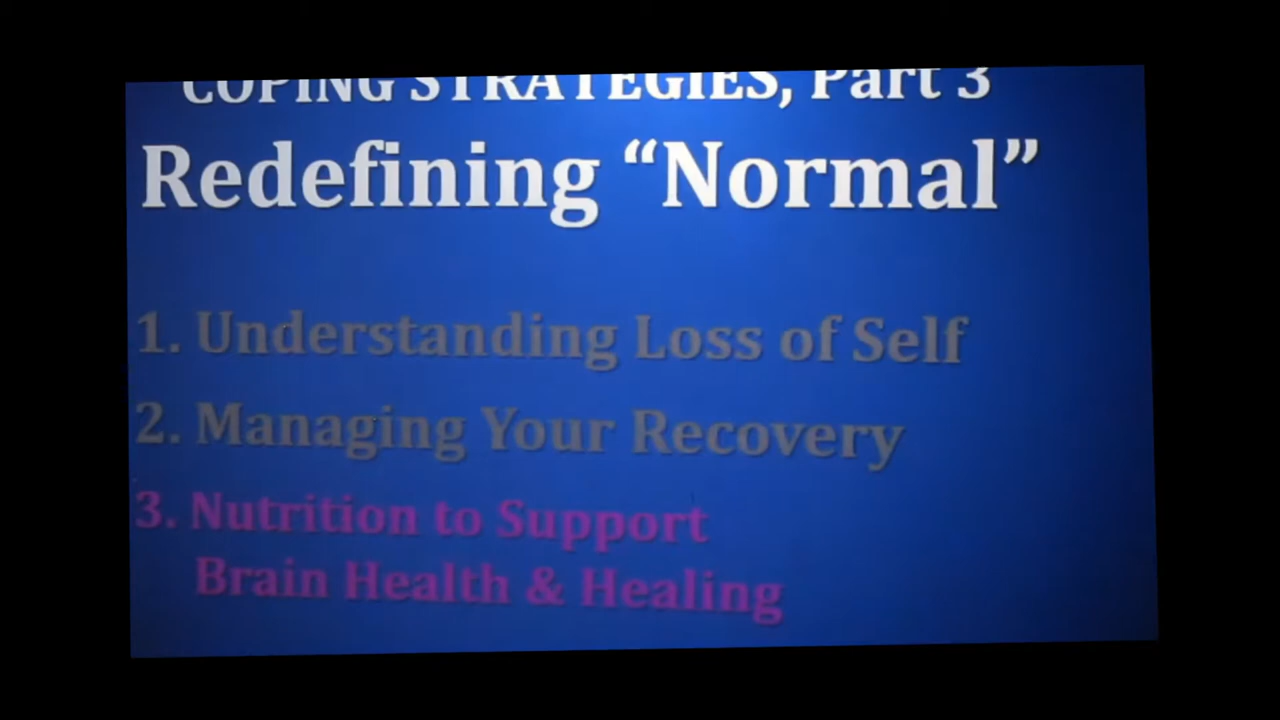 COPING STRATEGIES, Part 3
Redefining “Normal”
1. Understanding Loss of Self
2. Managing Your Recovery
3. Nutrition to Support
Brain Health & Healing